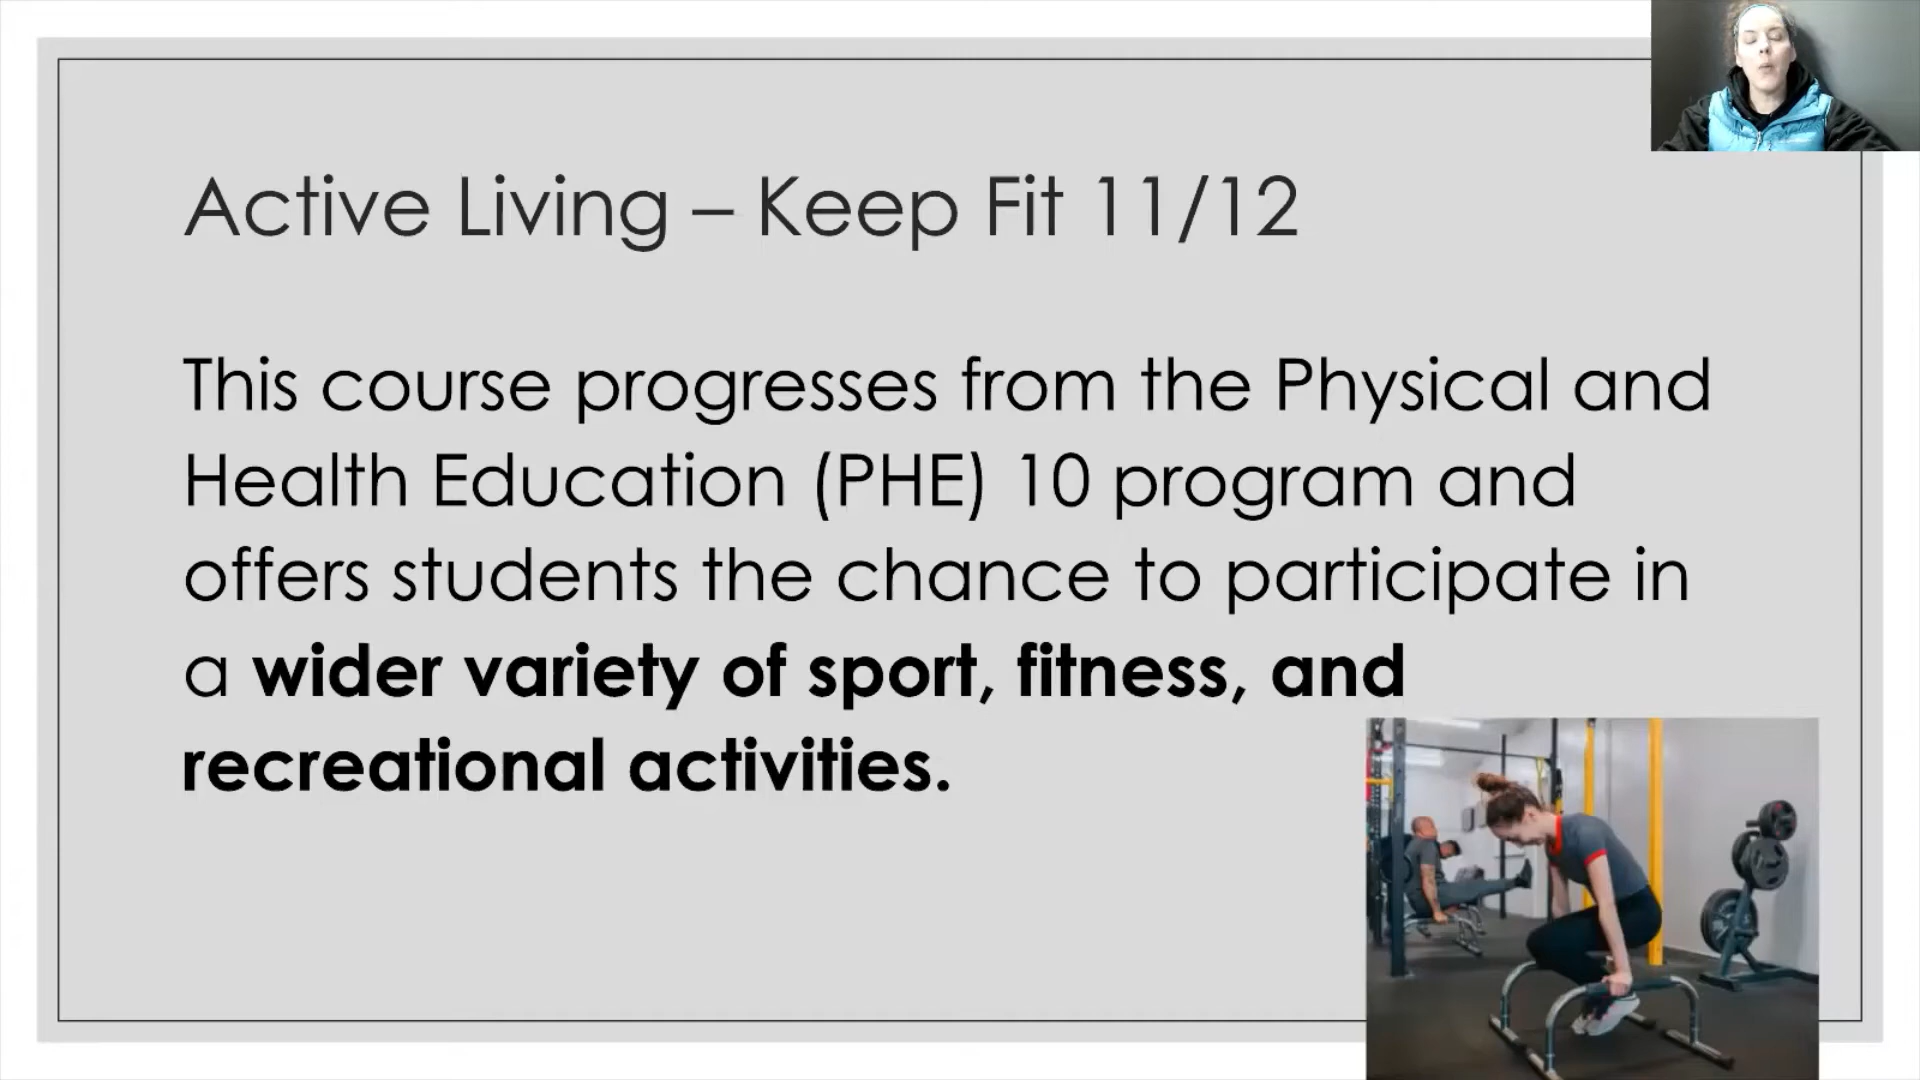 Active Living – Keep Fit 11/12
This course progresses from the Physical and
Health Education (PHE) 10 program and
offers students the chance to participate in
a wider variety of sport, fitness, and
recreational activities.